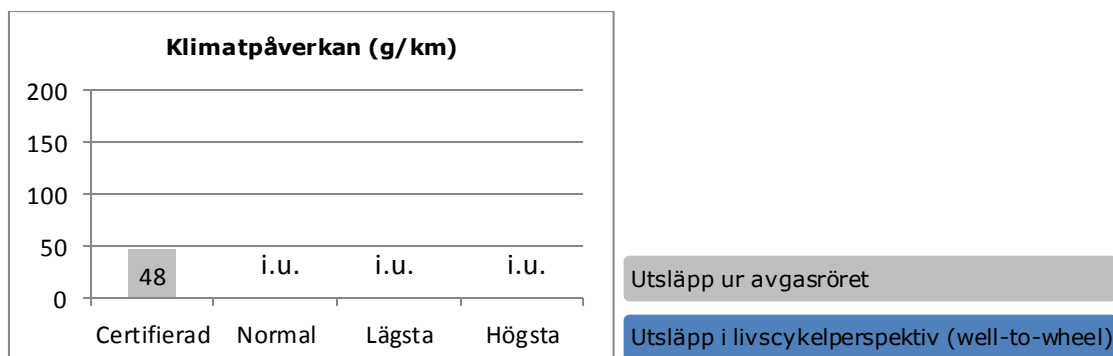 Klimatpåverkan (g/km)
200
150
100
50
0
48
i.u.
i.u.
i.u.
Certifierad
Normal
Lägsta
Högsta
Utsläpp ur avgasröret
Utsläpp i livscykelperspektiv (well-to-wheel)